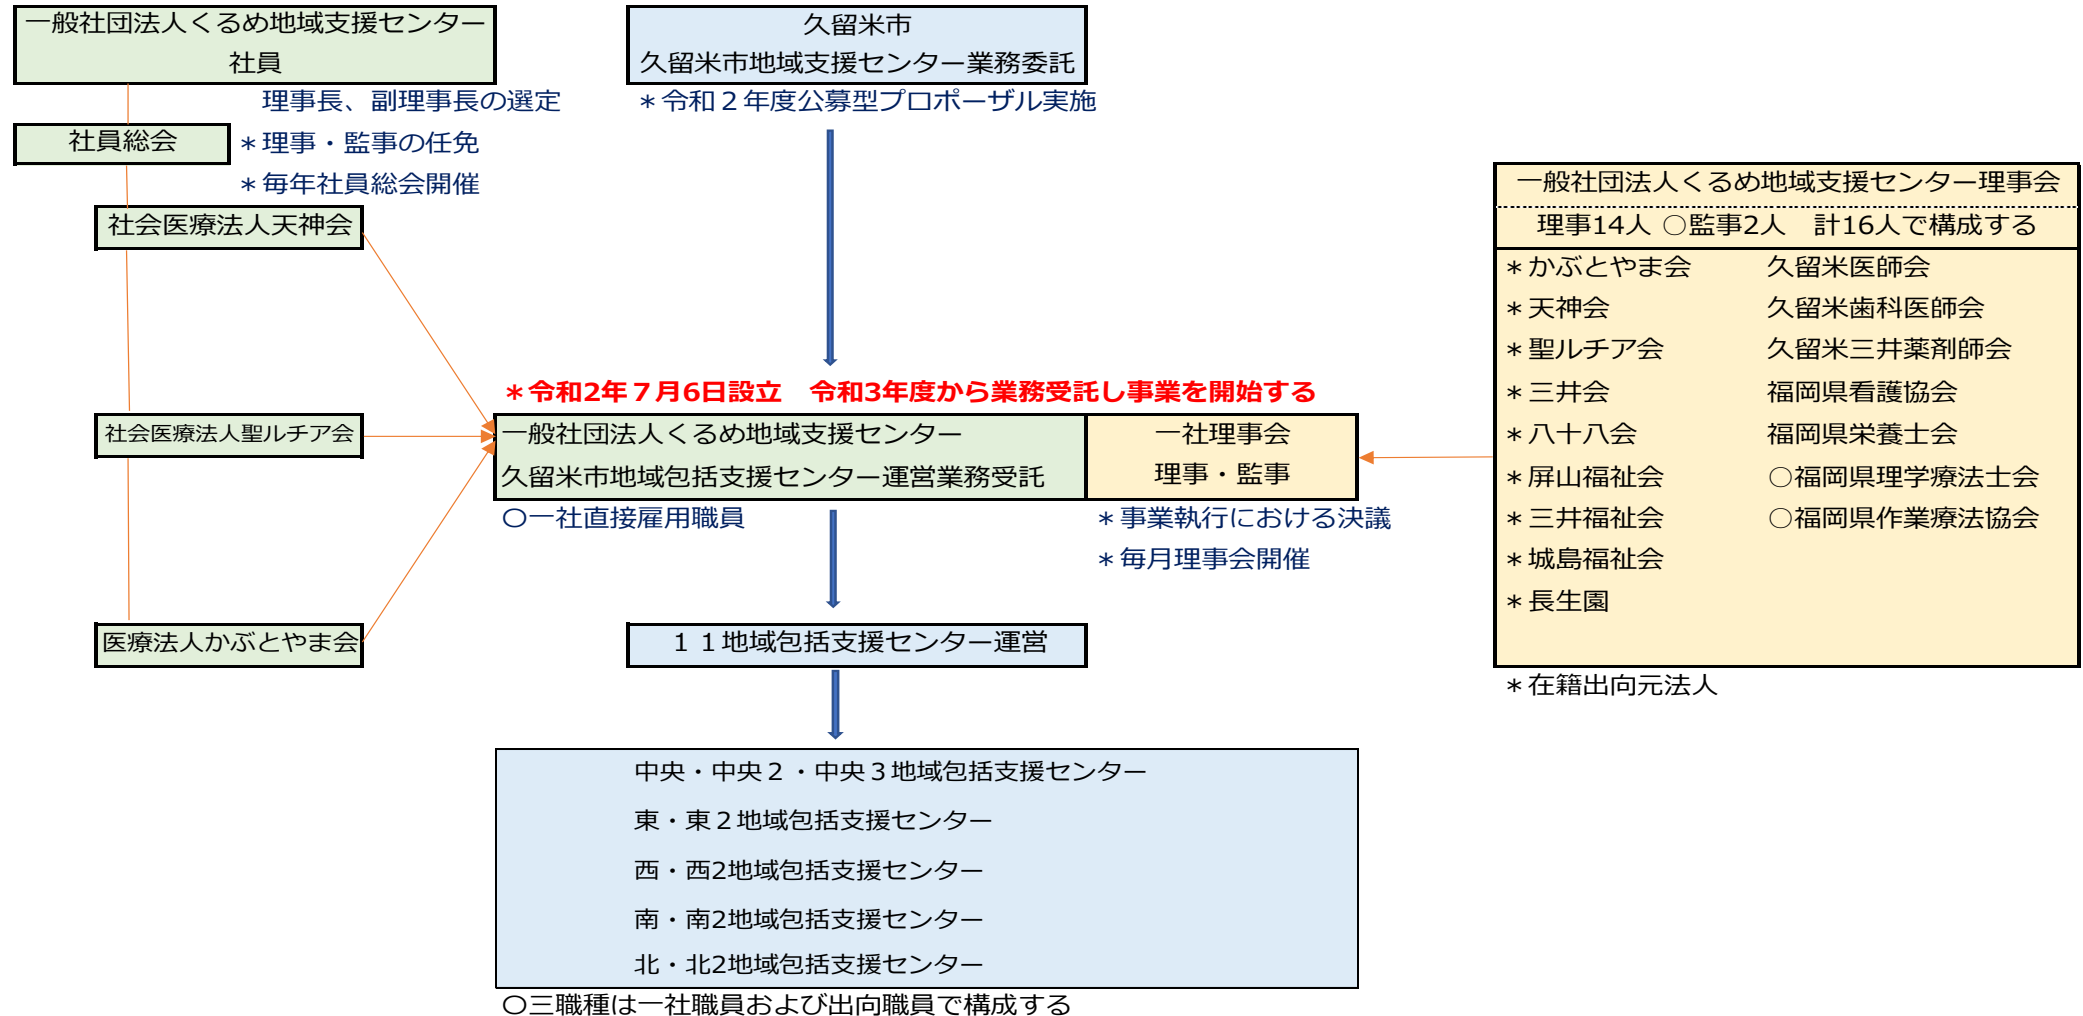 一般社団法人くるめ地域支援センター
社員
久留米市
久留米市地域支援センター業務委託
理事長、副理事長の選定
＊令和２年度公募型プロポーザル実施
社員総会
＊理事・監事の任免
＊毎年社員総会開催
社会医療法人天神会
一般社団法人くるめ地域支援センター理事会
理事14人 〇監事2人　計16人で構成する
＊かぶとやま会　久留米医師会
＊天神会　久留米歯科医師会
＊聖ルチア会　久留米三井薬剤師会
＊三井会　福岡県看護協会
＊八十八会　福岡県栄養士会
＊屏山福祉会　〇福岡県理学療法士会
＊三井福祉会　〇福岡県作業療法協会
＊城島福祉会
＊長生園
＊在籍出向元法人
＊令和2年７月6日設立　令和3年度から業務受託し事業を開始する
社会医療法人聖ルチア会
一般社団法人くるめ地域支援センター
久留米市地域包括支援センター運営業務受託
一社理事会
理事・監事
〇一社直接雇用職員
＊事業執行における決議
＊毎月理事会開催
医療法人かぶとやま会
１１地域包括支援センター運営
中央・中央２・中央３地域包括支援センター
東・東２地域包括支援センター
西・西2地域包括支援センター
南・南2地域包括支援センター
北・北2地域包括支援センター
〇三職種は一社職員および出向職員で構成する